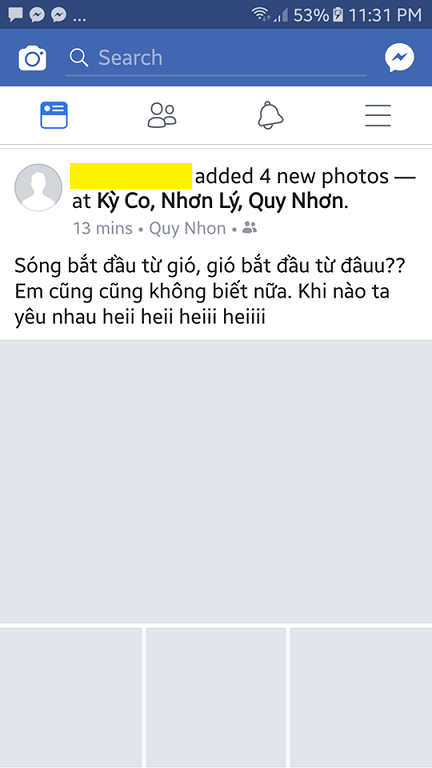 ... 53% 11:31 PM
Search
added 4 new photos —
at Kỳ Co, Nhơn Lý, Quy Nhơn.
13 mins • Quy Nhon •
Sóng bắt đầu từ gió, gió bắt đầu từ đâuu??
Em cũng cũng không biết nữa. Khi nào ta
yêu nhau heii heii heiii heiiii